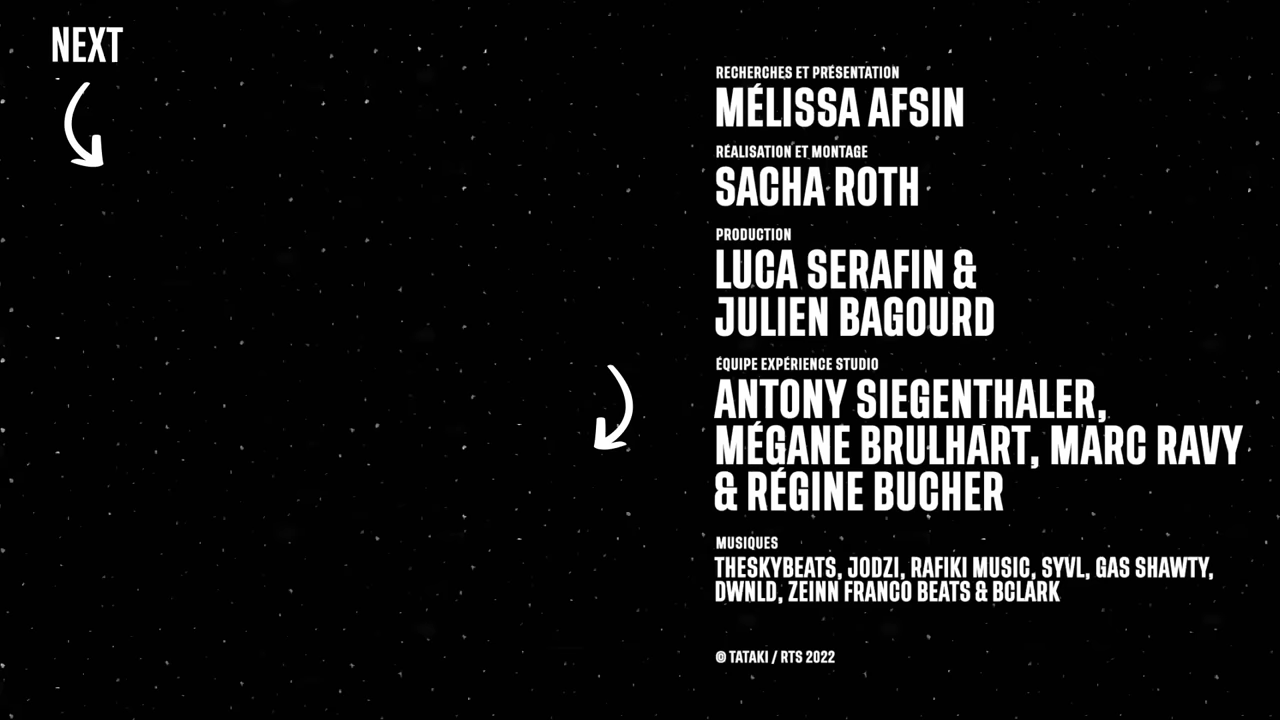 NEXT
RECHERCHES ET PRÉSENTATION
MÉLISSA AFSIN
RÉALISATION ET MONTAGE
SACHA ROTH
PRODUCTION
LUCA SERAFIN &
JULIEN BAGOURD
ÉQUIPE EXPÉRIENCE STUDIO
ANTONY SIEGENTHALER,
MÉGANE BRULHART, MARC RAVY
& RÉGINE BUCHER
MUSIQUES
THESKYBEATS, JODZI, RAFIKI MUSIC, SYVL, GAS SHAWTY,
DWNLD, ZEINN FRANCO BEATS & BCLARK
© TATAKI / RTS 2022